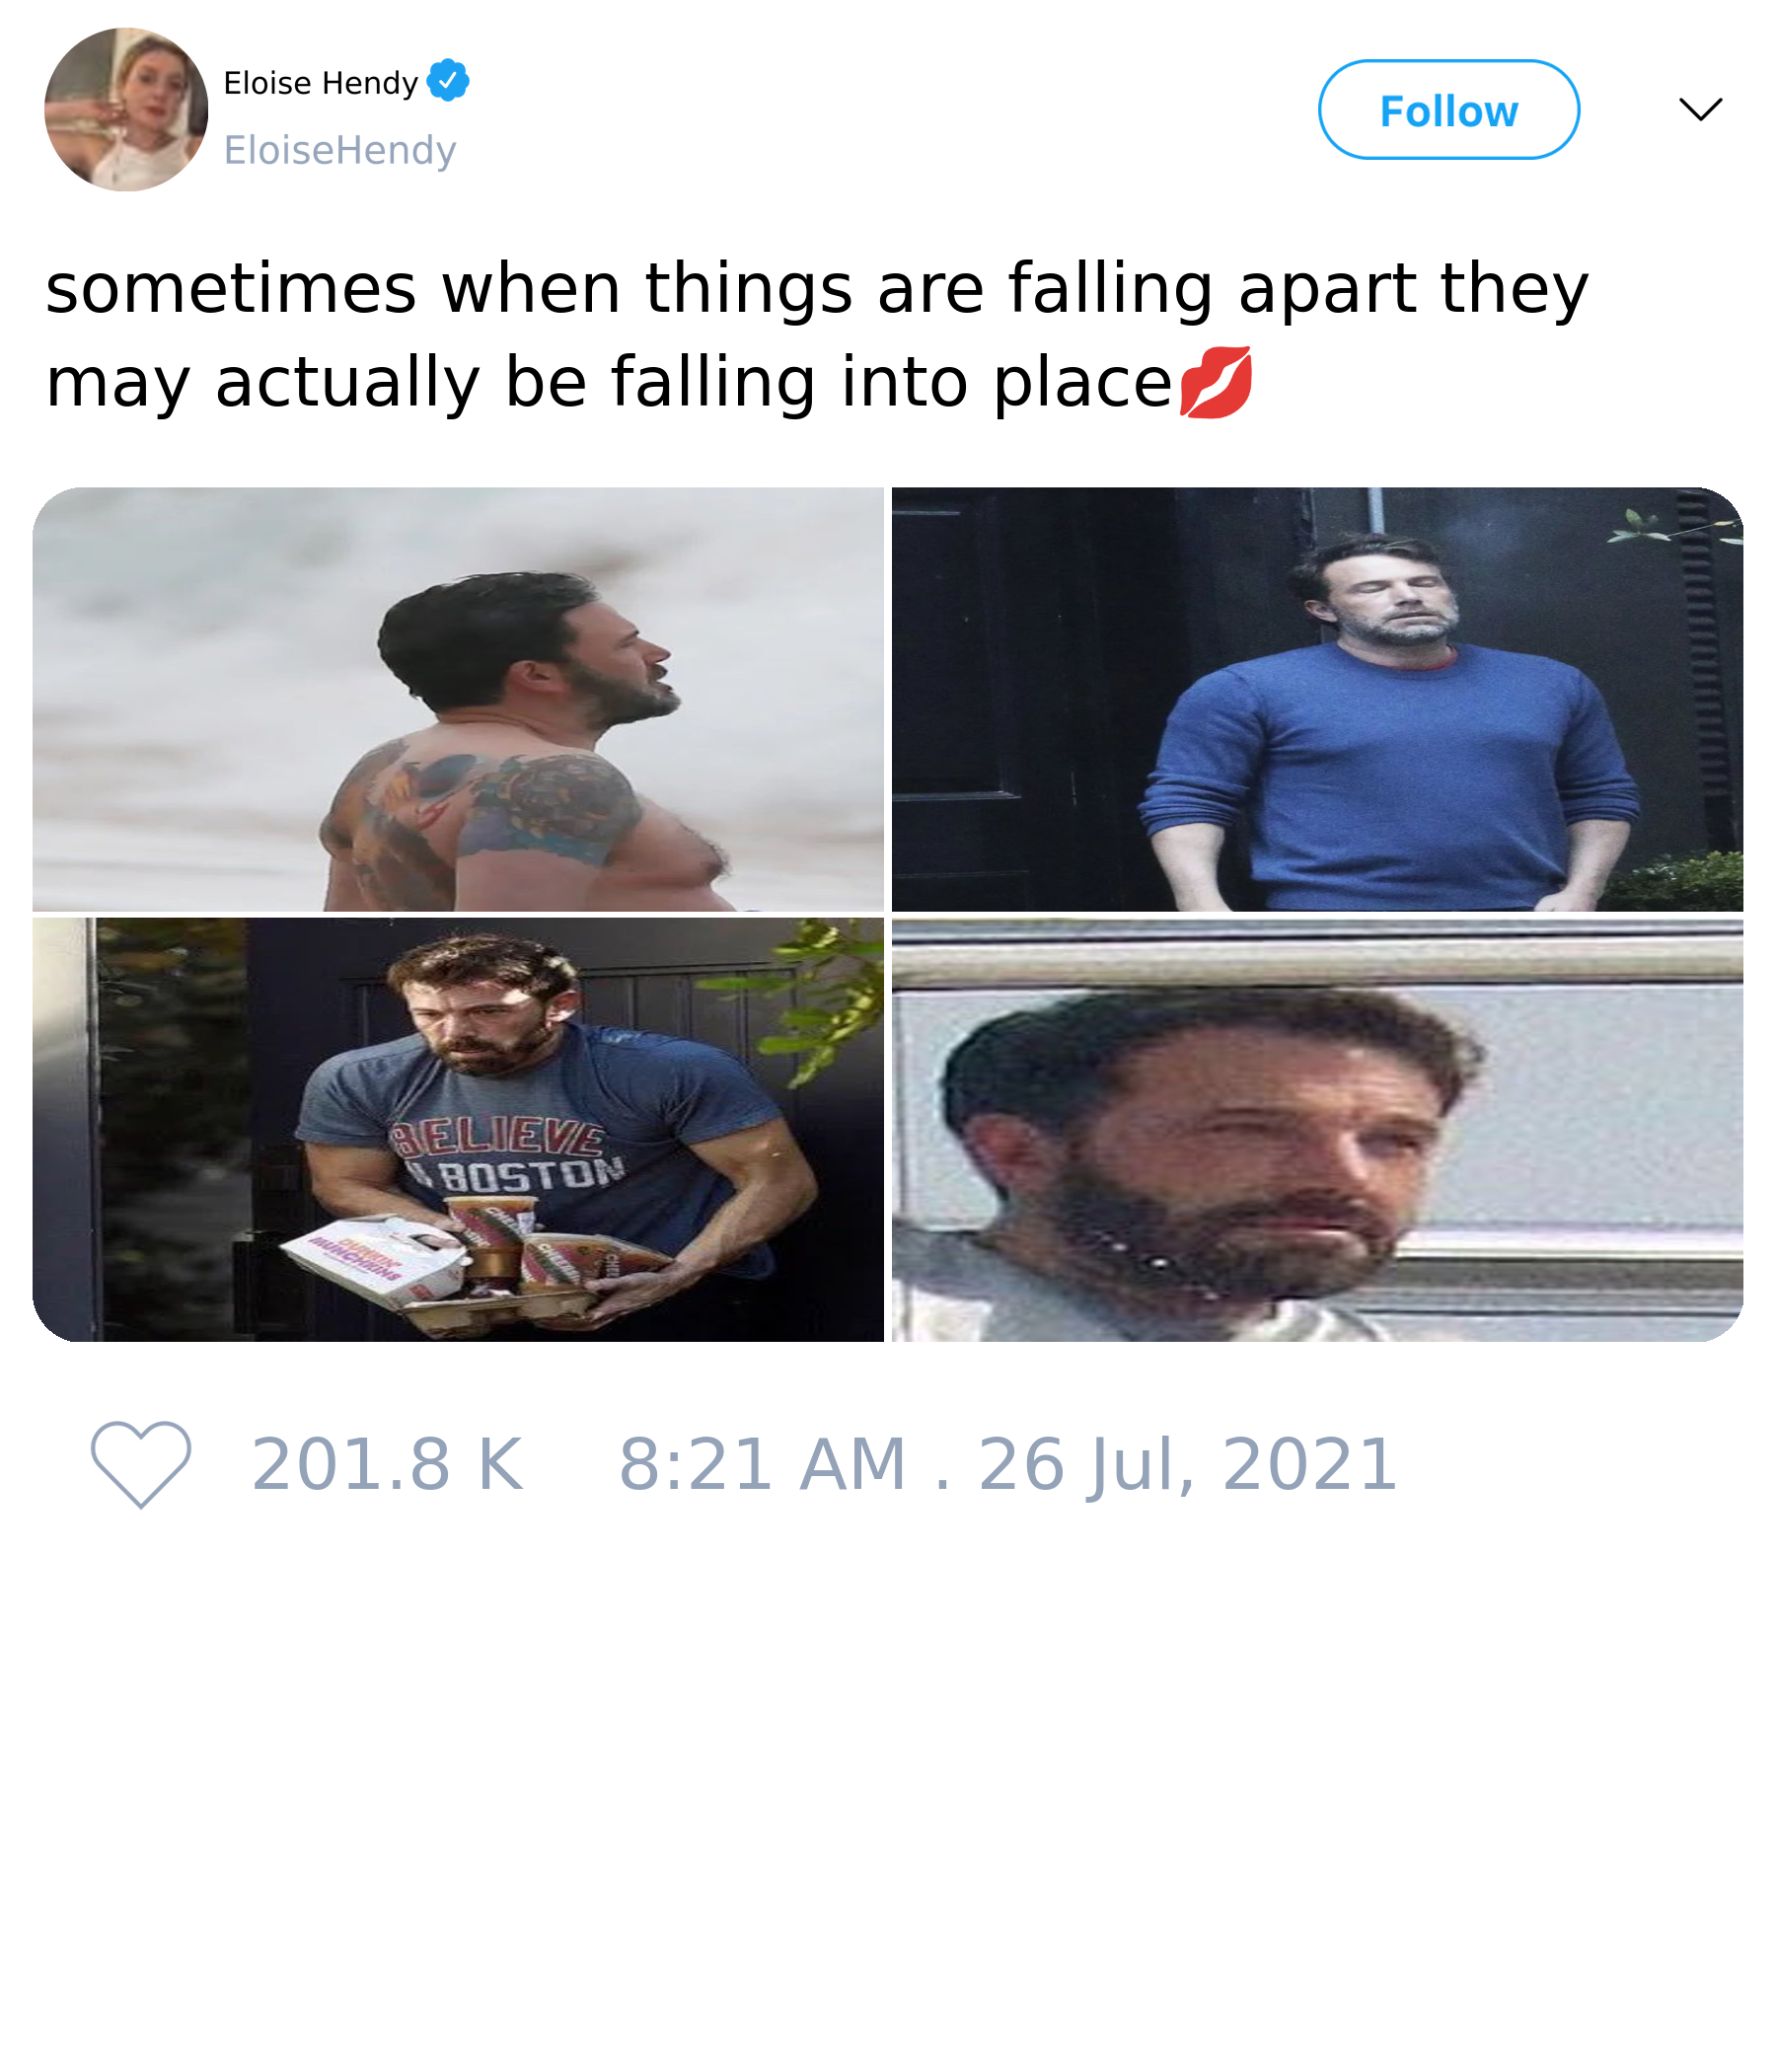 Eloise Hendy
Follow
EloiseHendy
sometimes when things are falling apart they
may actually be falling into place💋
BELIEVE
BOSTON
DUNKIN'
MUNCHKINS
201.8 K 8:21 AM . 26 Jul, 2021